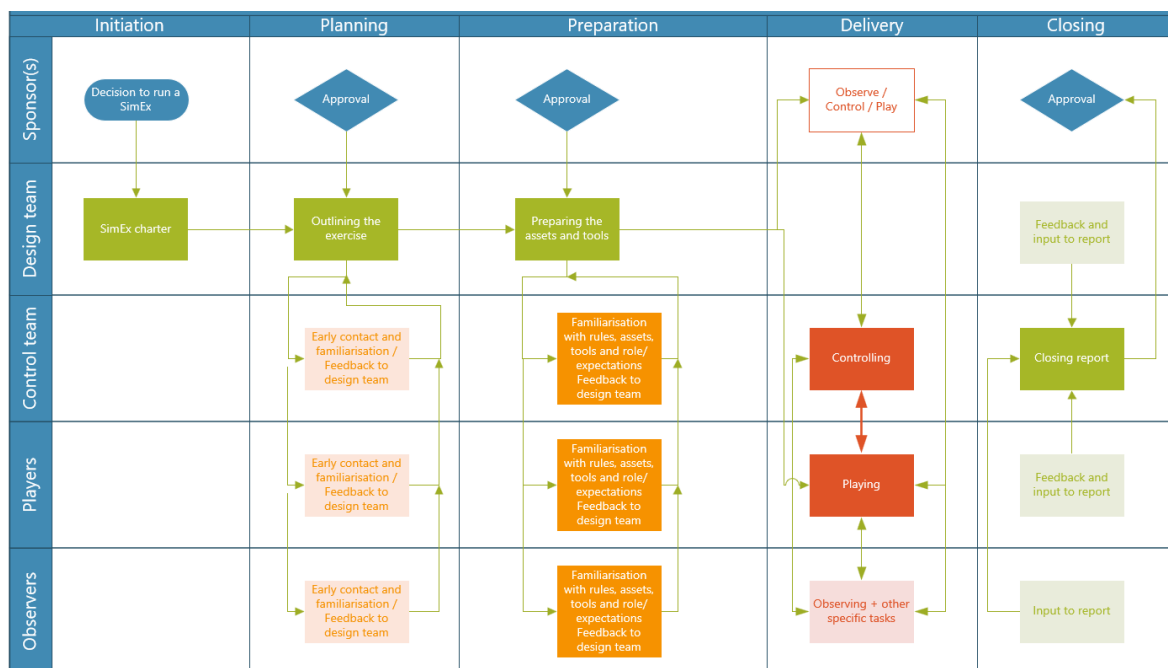 Initiation
Planning
Preparation
Delivery
Closing
Sponsor(s)
Decision to run a
SimEx
Approval
Approval
Observe /
Control / Play
Approval
Design team
SimEx charter
Outlining the
exercise
Preparing the
assets and tools
Feedback and
input to report
Control team
Early contact and
familiarisation /
Feedback to
design team
Familiarisation
with rules, assets,
tools and role/
expectations
Feedback to
design team
Controlling
Closing report
Players
Early contact and
familiarisation /
Feedback to
design team
Familiarisation
with rules, assets,
tools and role/
expectations
Feedback to
design team
Playing
Feedback and
input to report
Observers
Early contact and
familiarisation /
Feedback to
design team
Familiarisation
with rules, assets,
tools and role/
expectations
Feedback to
design team
Observing + other
specific tasks
Input to report